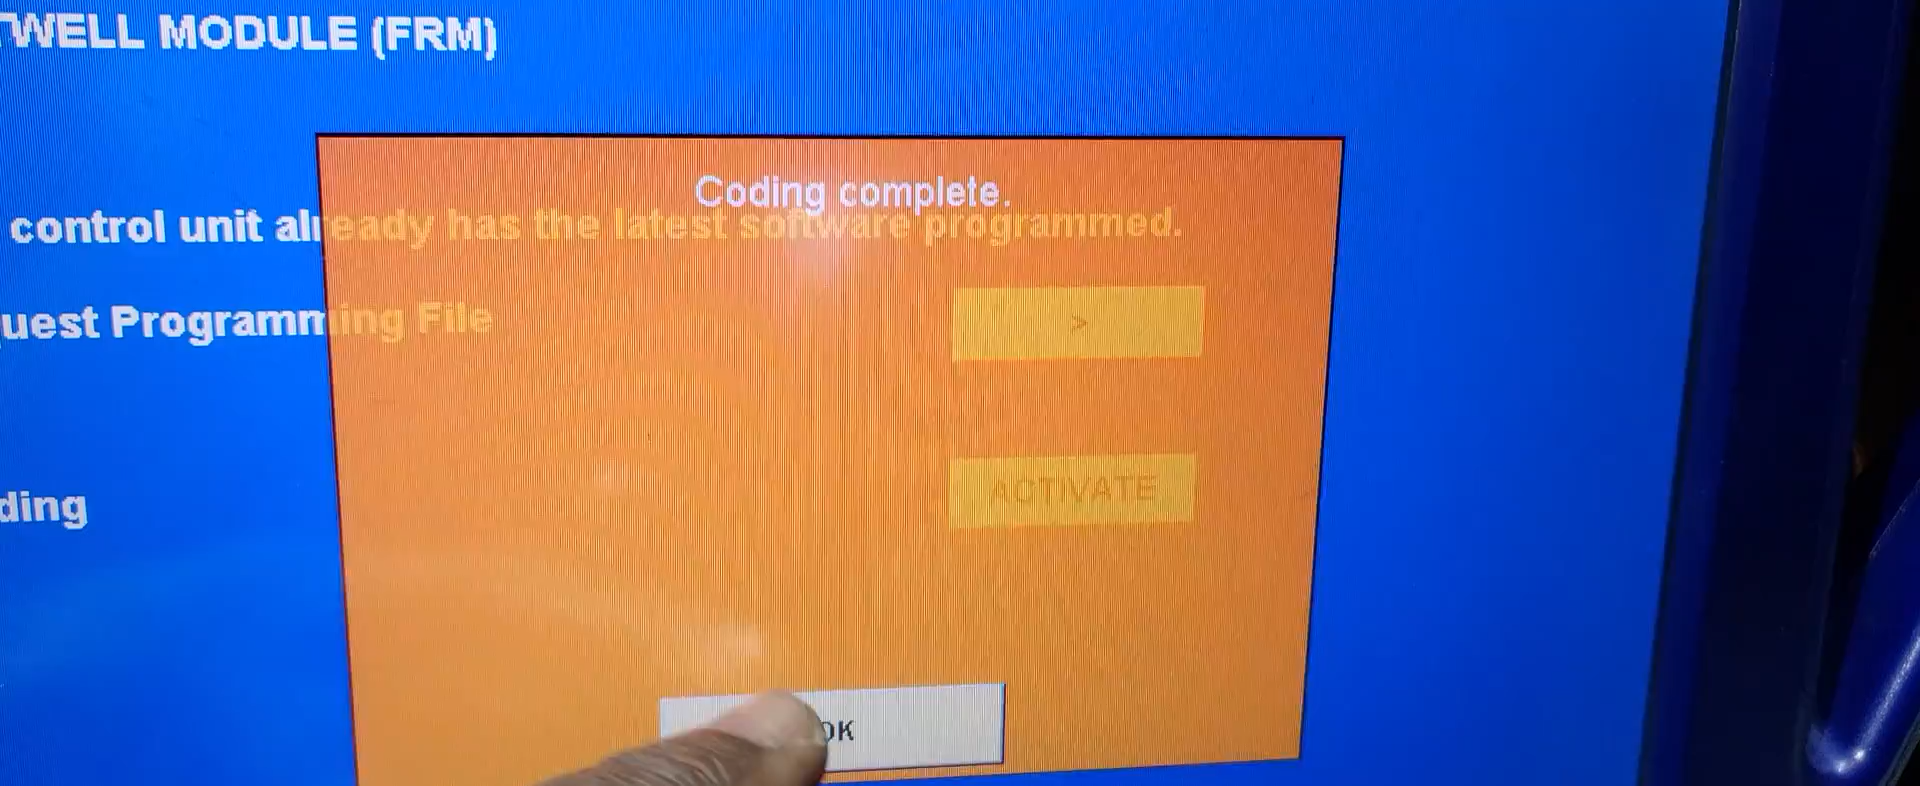 WELL MODULE (FRM)
Coding complete.
control unit already has the latest software programmed.
uest Programming File
>
ding
ACTIVATE
OK